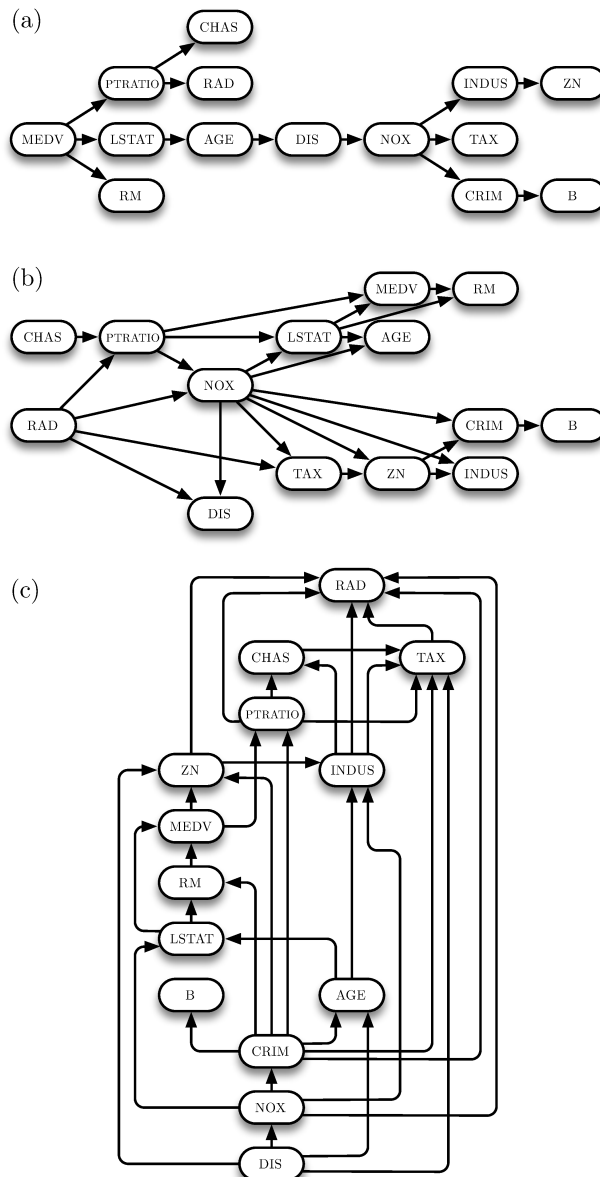 (a)
CHAS
PTRATIO RAD INDUS ZN
MEDV LSTAT AGE DIS NOX TAX
RM CRIM B
(b)
MEDV RM
CHAS PTRATIO LSTAT AGE
NOX
RAD CRIM B
TAX ZN INDUS
DIS
(c)
RAD
CHAS TAX
PTRATIO
ZN INDUS
MEDV
RM
LSTAT
B AGE
CRIM
NOX
DIS